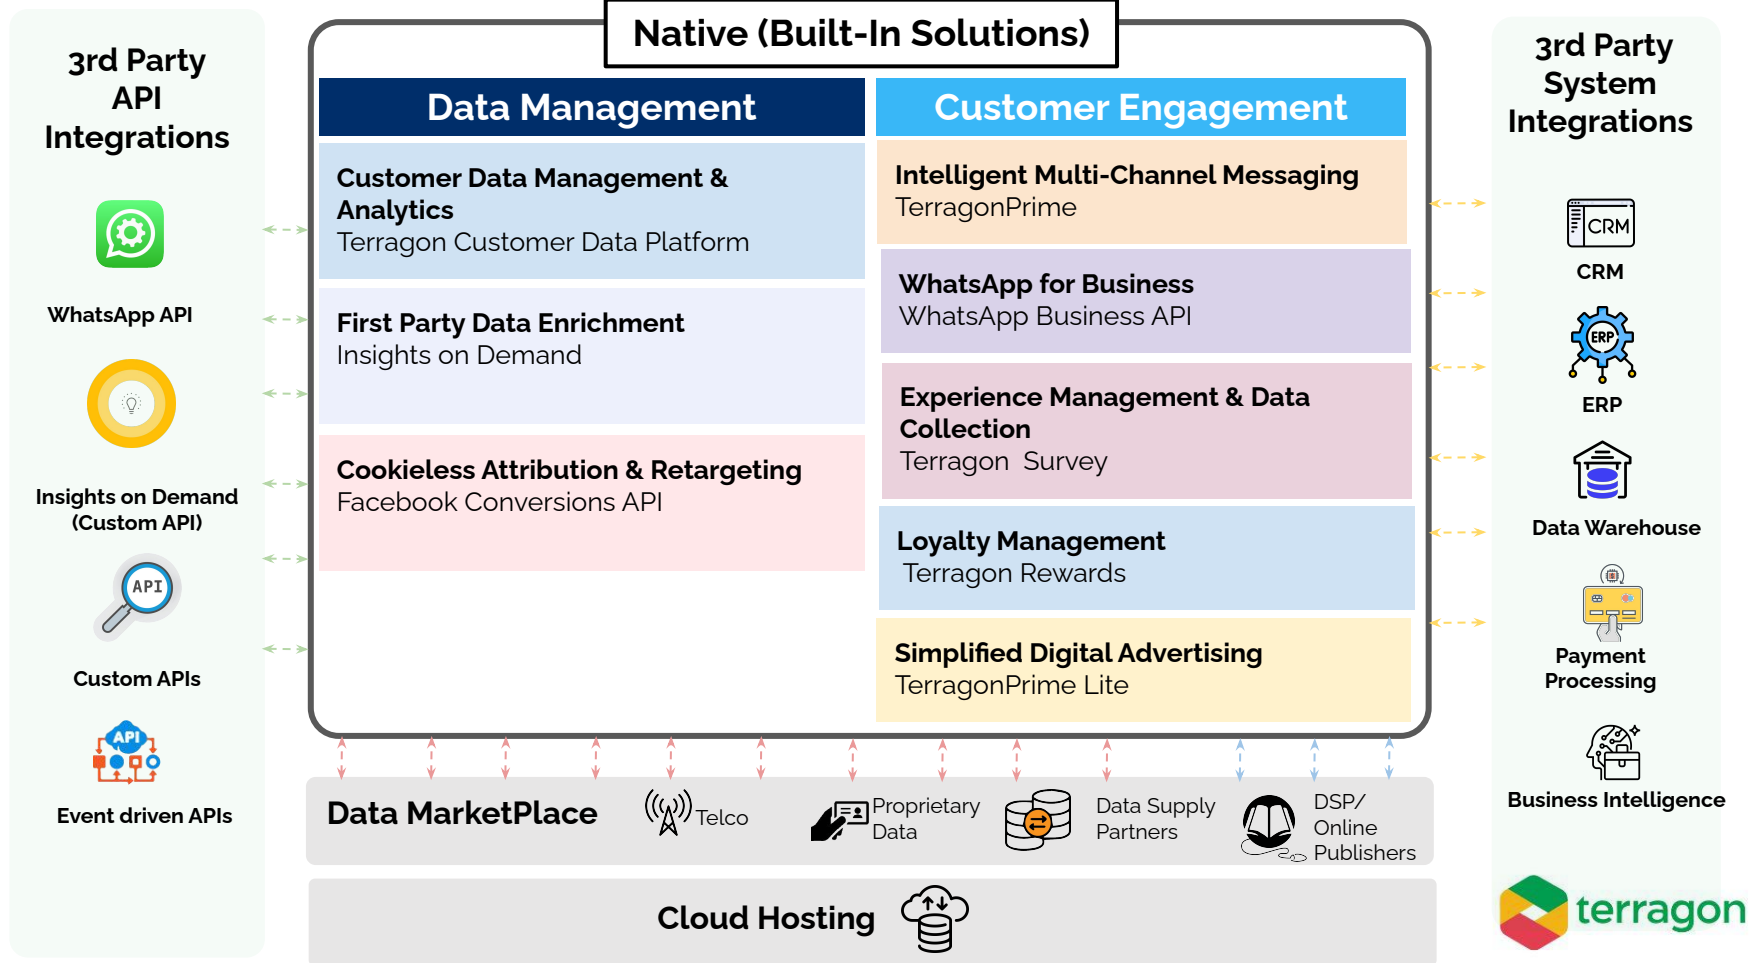 3rd Party
API
Integrations
WhatsApp API
Insights on Demand
(Custom API)
API
Custom APIs
API
Event driven APIs
Native (Built-In Solutions)
Data Management
Customer Data Management &
Analytics
Terragon Customer Data Platform
First Party Data Enrichment
Insights on Demand
Cookieless Attribution & Retargeting
Facebook Conversions API
Customer Engagement
Intelligent Multi-Channel Messaging
TerragonPrime
WhatsApp for Business
WhatsApp Business API
Experience Management & Data
Collection
Terragon Survey
Loyalty Management
Terragon Rewards
Simplified Digital Advertising
TerragonPrime Lite
3rd Party
System
Integrations
CRM
CRM
ERP
ERP
Data Warehouse
Payment
Processing
Business Intelligence
Data MarketPlace
Telco
Proprietary
Data
Data Supply
Partners
DSP/
Online
Publishers
Cloud Hosting
terragon